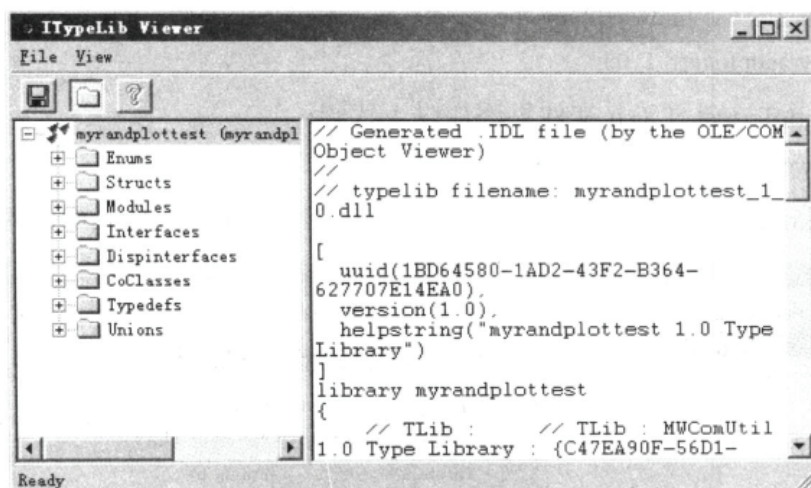 ITypeLib Viewer
File View
myrandplottest (myrandpl
Enums
Structs
Modules
Interfaces
Dispinterfaces
CoClasses
Typedefs
Unions
// Generated .IDL file (by the OLE/COM
Object Viewer)
//
// typelib filename: myrandplottest_1_
0.dll
[
uuid(1BD64580-1AD2-43F2-B364-
627707E14EA0),
version(1.0),
helpstring("myrandplottest 1.0 Type
Library")
]
library myrandplottest
{
// TLib : // TLib : MWComUtil
1.0 Type Library : {C47EA90F-56D1-
Ready